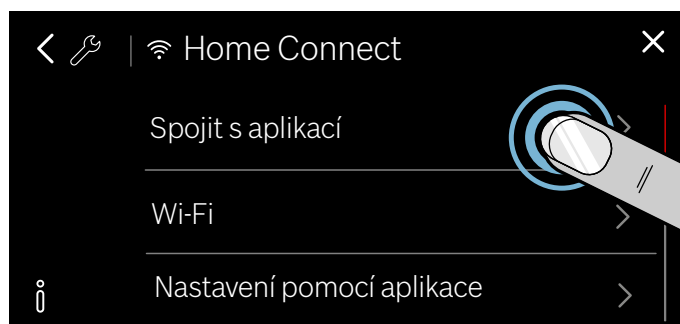 Home Connect
Spojit s aplikací
Wi-Fi
Nastavení pomocí aplikace